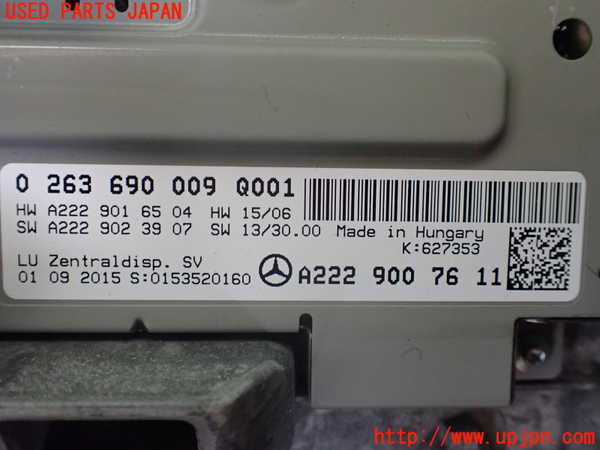 USED PARTS JAPAN
0 263 690 009 Q001
HW A222 901 65 04 HW 15/06
SW A222 902 39 07 SW 13/30.00 Made in Hungary
K:627353
LU Zentraldisp. SV
01 09 2015 S:0153520160
A222 900 76 11
http://www.upjpn.com/